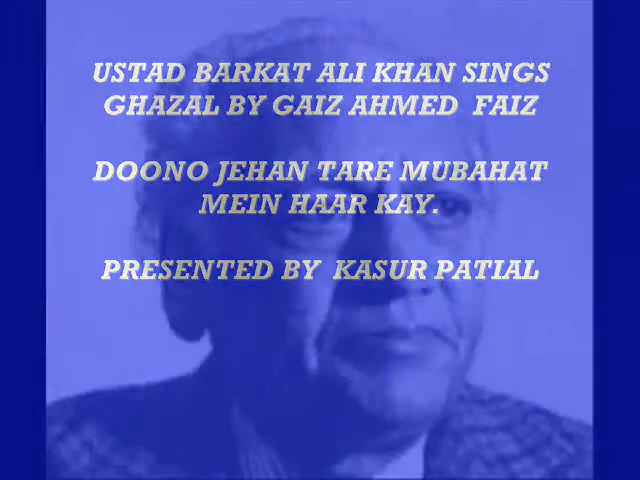 USTAD BARKAT ALI KHAN SINGS
GHAZAL BY GAIZ AHMED FAIZ
DOONO JEHAN TARE MUBAHAT
MEIN HAAR KAY.
PRESENTED BY KASUR PATIAL